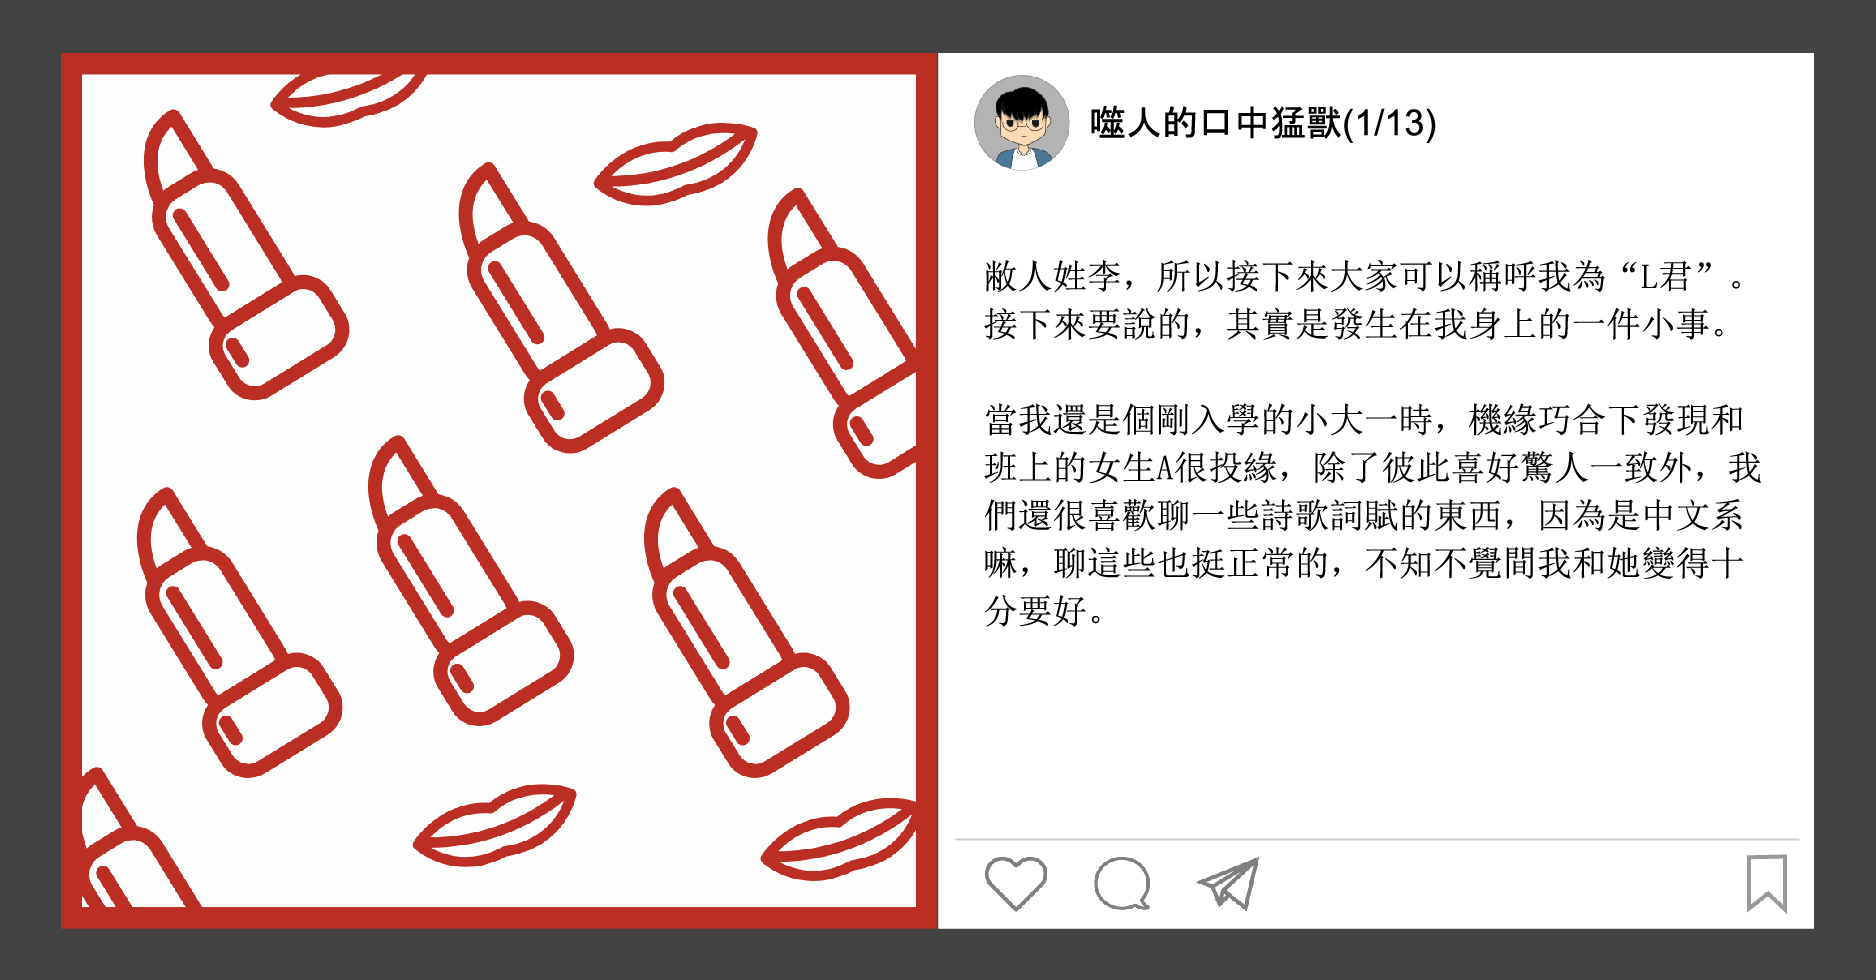 噬人的口中猛獸(1/13)
敝人姓李，所以接下來大家可以稱呼我為“L君”。
接下來要說的，其實是發生在我身上的一件小事。
當我還是個剛入學的小大一時，機緣巧合下發現和
班上的女生A很投緣，除了彼此喜好驚人一致外，我
們還很喜歡聊一些詩歌詞賦的東西，因為是中文系
嘛，聊這些也挺正常的，不知不覺間我和她變得十
分要好。